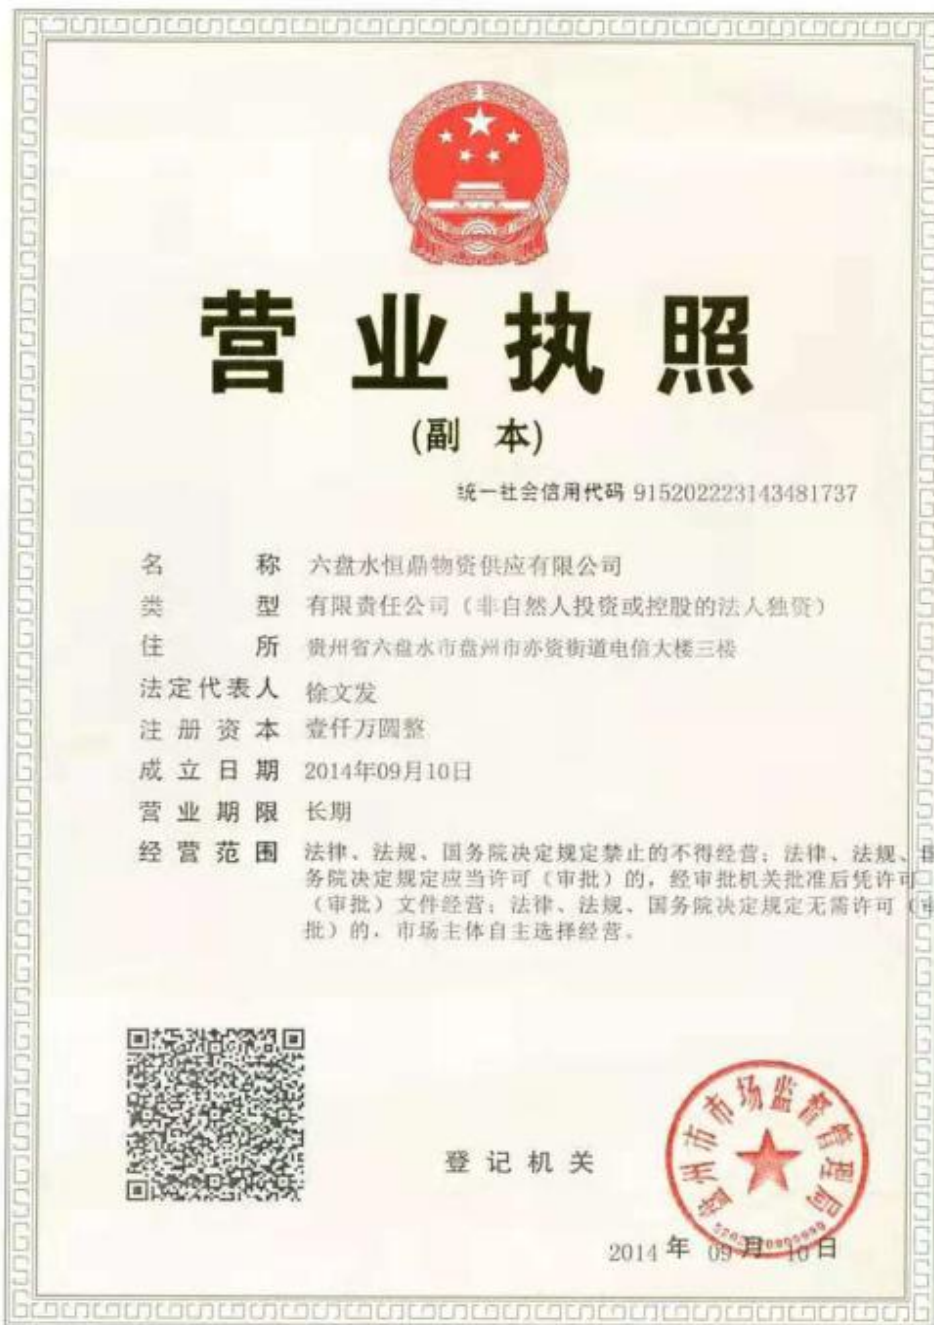 营业执照
(副 本)
统一社会信用代码 915202223143481737
名 称 六盘水恒鼎物资供应有限公司
类 型 有限责任公司（非自然人投资或控股的法人独资）
住 所 贵州省六盘水市盘州市亦资街道电信大楼三楼
法定代表人 徐文发
注册资本 壹仟万圆整
成立日期 2014年09月10日
营业期限 长期
经营范围 法律、法规、国务院决定规定禁止的不得经营；法律、法规、国
务院决定规定应当许可（审批）的，经审批机关批准后凭许可
（审批）文件经营；法律、法规、国务院决定规定无需许可（审
批）的，市场主体自主选择经营。
盘州市市场监督管理局
登记机关
2014 年 09 月 10 日